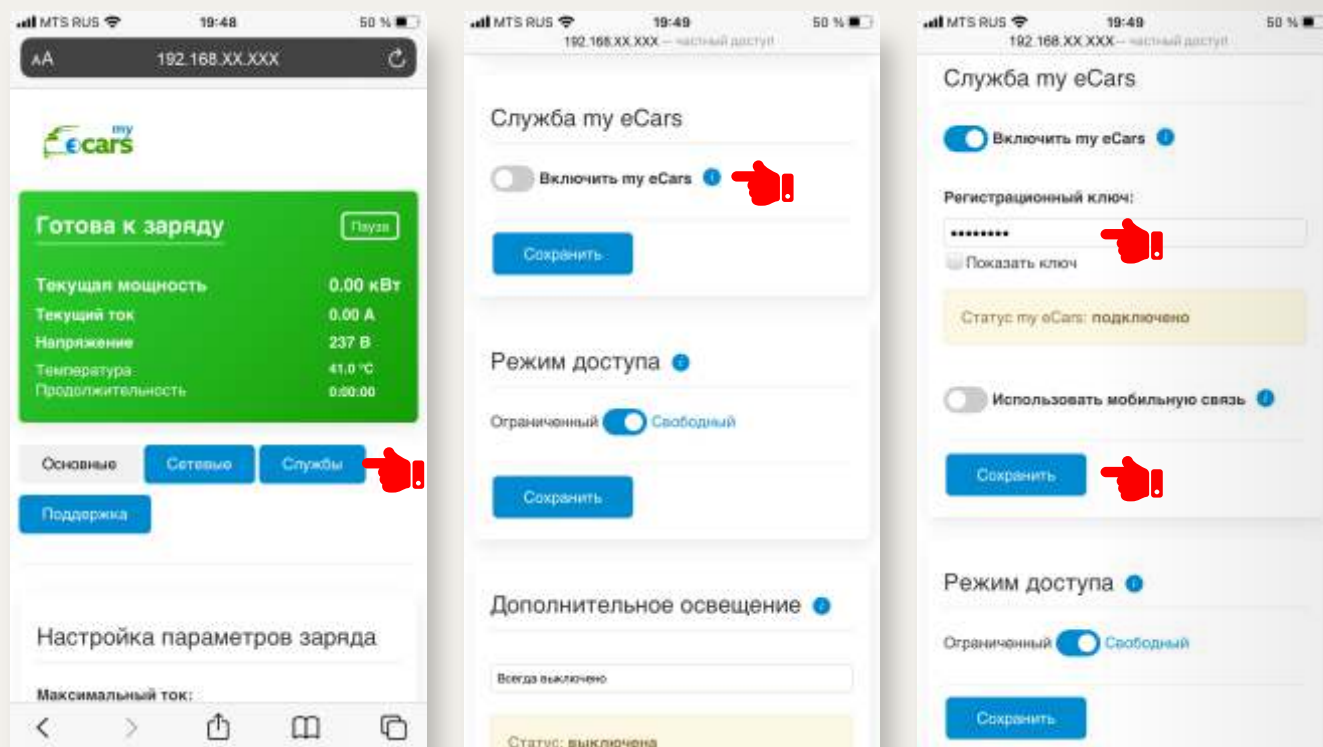 MTS RUS 19:48 50 %
AA 192.168.XX.XXX
my
ecars
Готова к заряду Пауза
Текущая мощность 0.00 кВт
Текущий ток 0.00 А
Напряжение 237 В
Температура 41.0 °C
Продолжительность 0:00:00
Основные Сетевые Службы
Поддержка
Настройка параметров заряда
Максимальный ток:
MTS RUS 19:49 50 %
192.168.XX.XXX — частный доступ
Служба my eCars
Включить my eCars
Сохранить
Режим доступа
Ограниченный Свободный
Сохранить
Дополнительное освещение
Всегда выключено
Статус: выключена
MTS RUS 19:49 50 %
192.168.XX.XXX — частный доступ
Служба my eCars
Включить my eCars
Регистрационный ключ:
••••••••
Показать ключ
Статус my eCars: подключено
Использовать мобильную связь
Сохранить
Режим доступа
Ограниченный Свободный
Сохранить